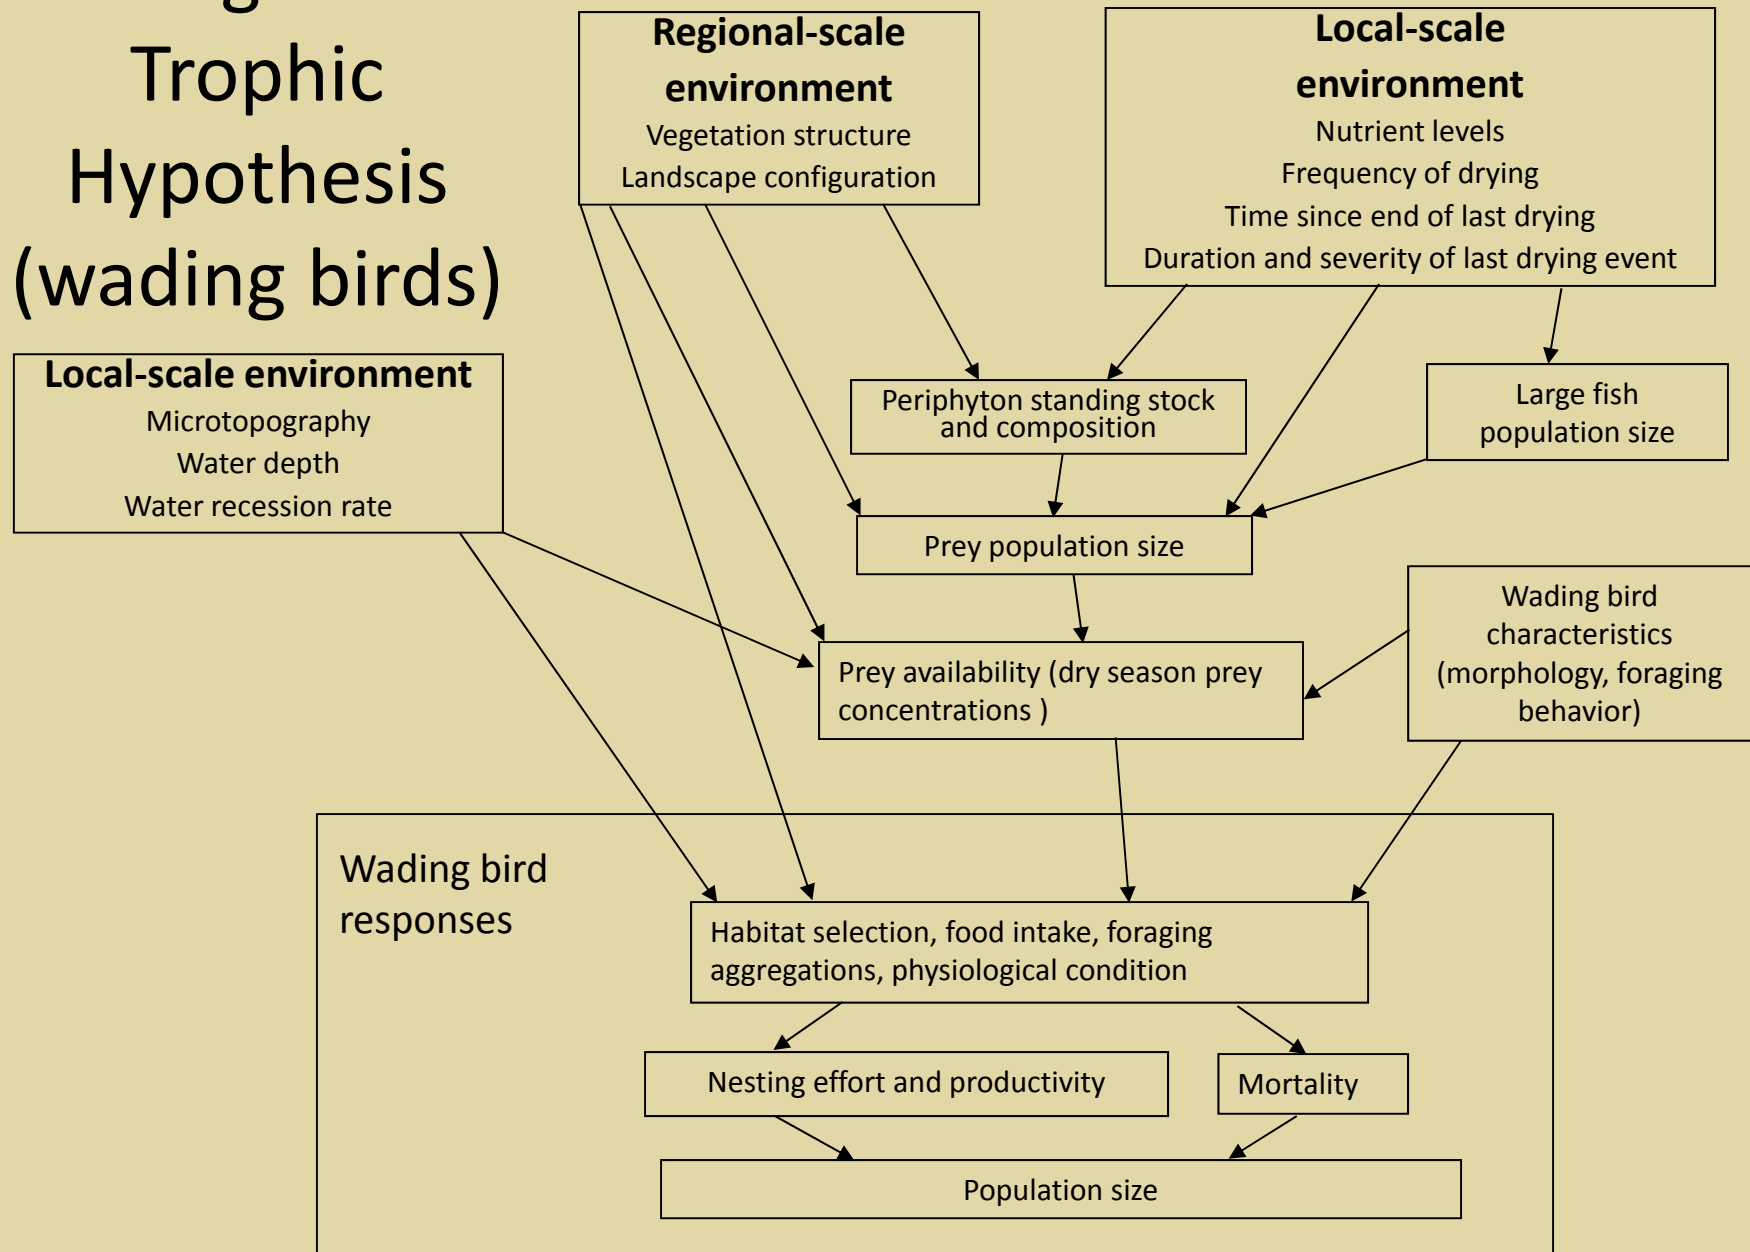 Trophic
Hypothesis
(wading birds)
Regional-scale
environment
Vegetation structure
Landscape configuration
Local-scale
environment
Nutrient levels
Frequency of drying
Time since end of last drying
Duration and severity of last drying event
Local-scale environment
Microtopography
Water depth
Water recession rate
Periphyton standing stock
and composition
Large fish
population size
Prey population size
Wading bird
characteristics
(morphology, foraging
behavior)
Prey availability (dry season prey
concentrations )
Wading bird
responses
Habitat selection, food intake, foraging
aggregations, physiological condition
Nesting effort and productivity
Mortality
Population size